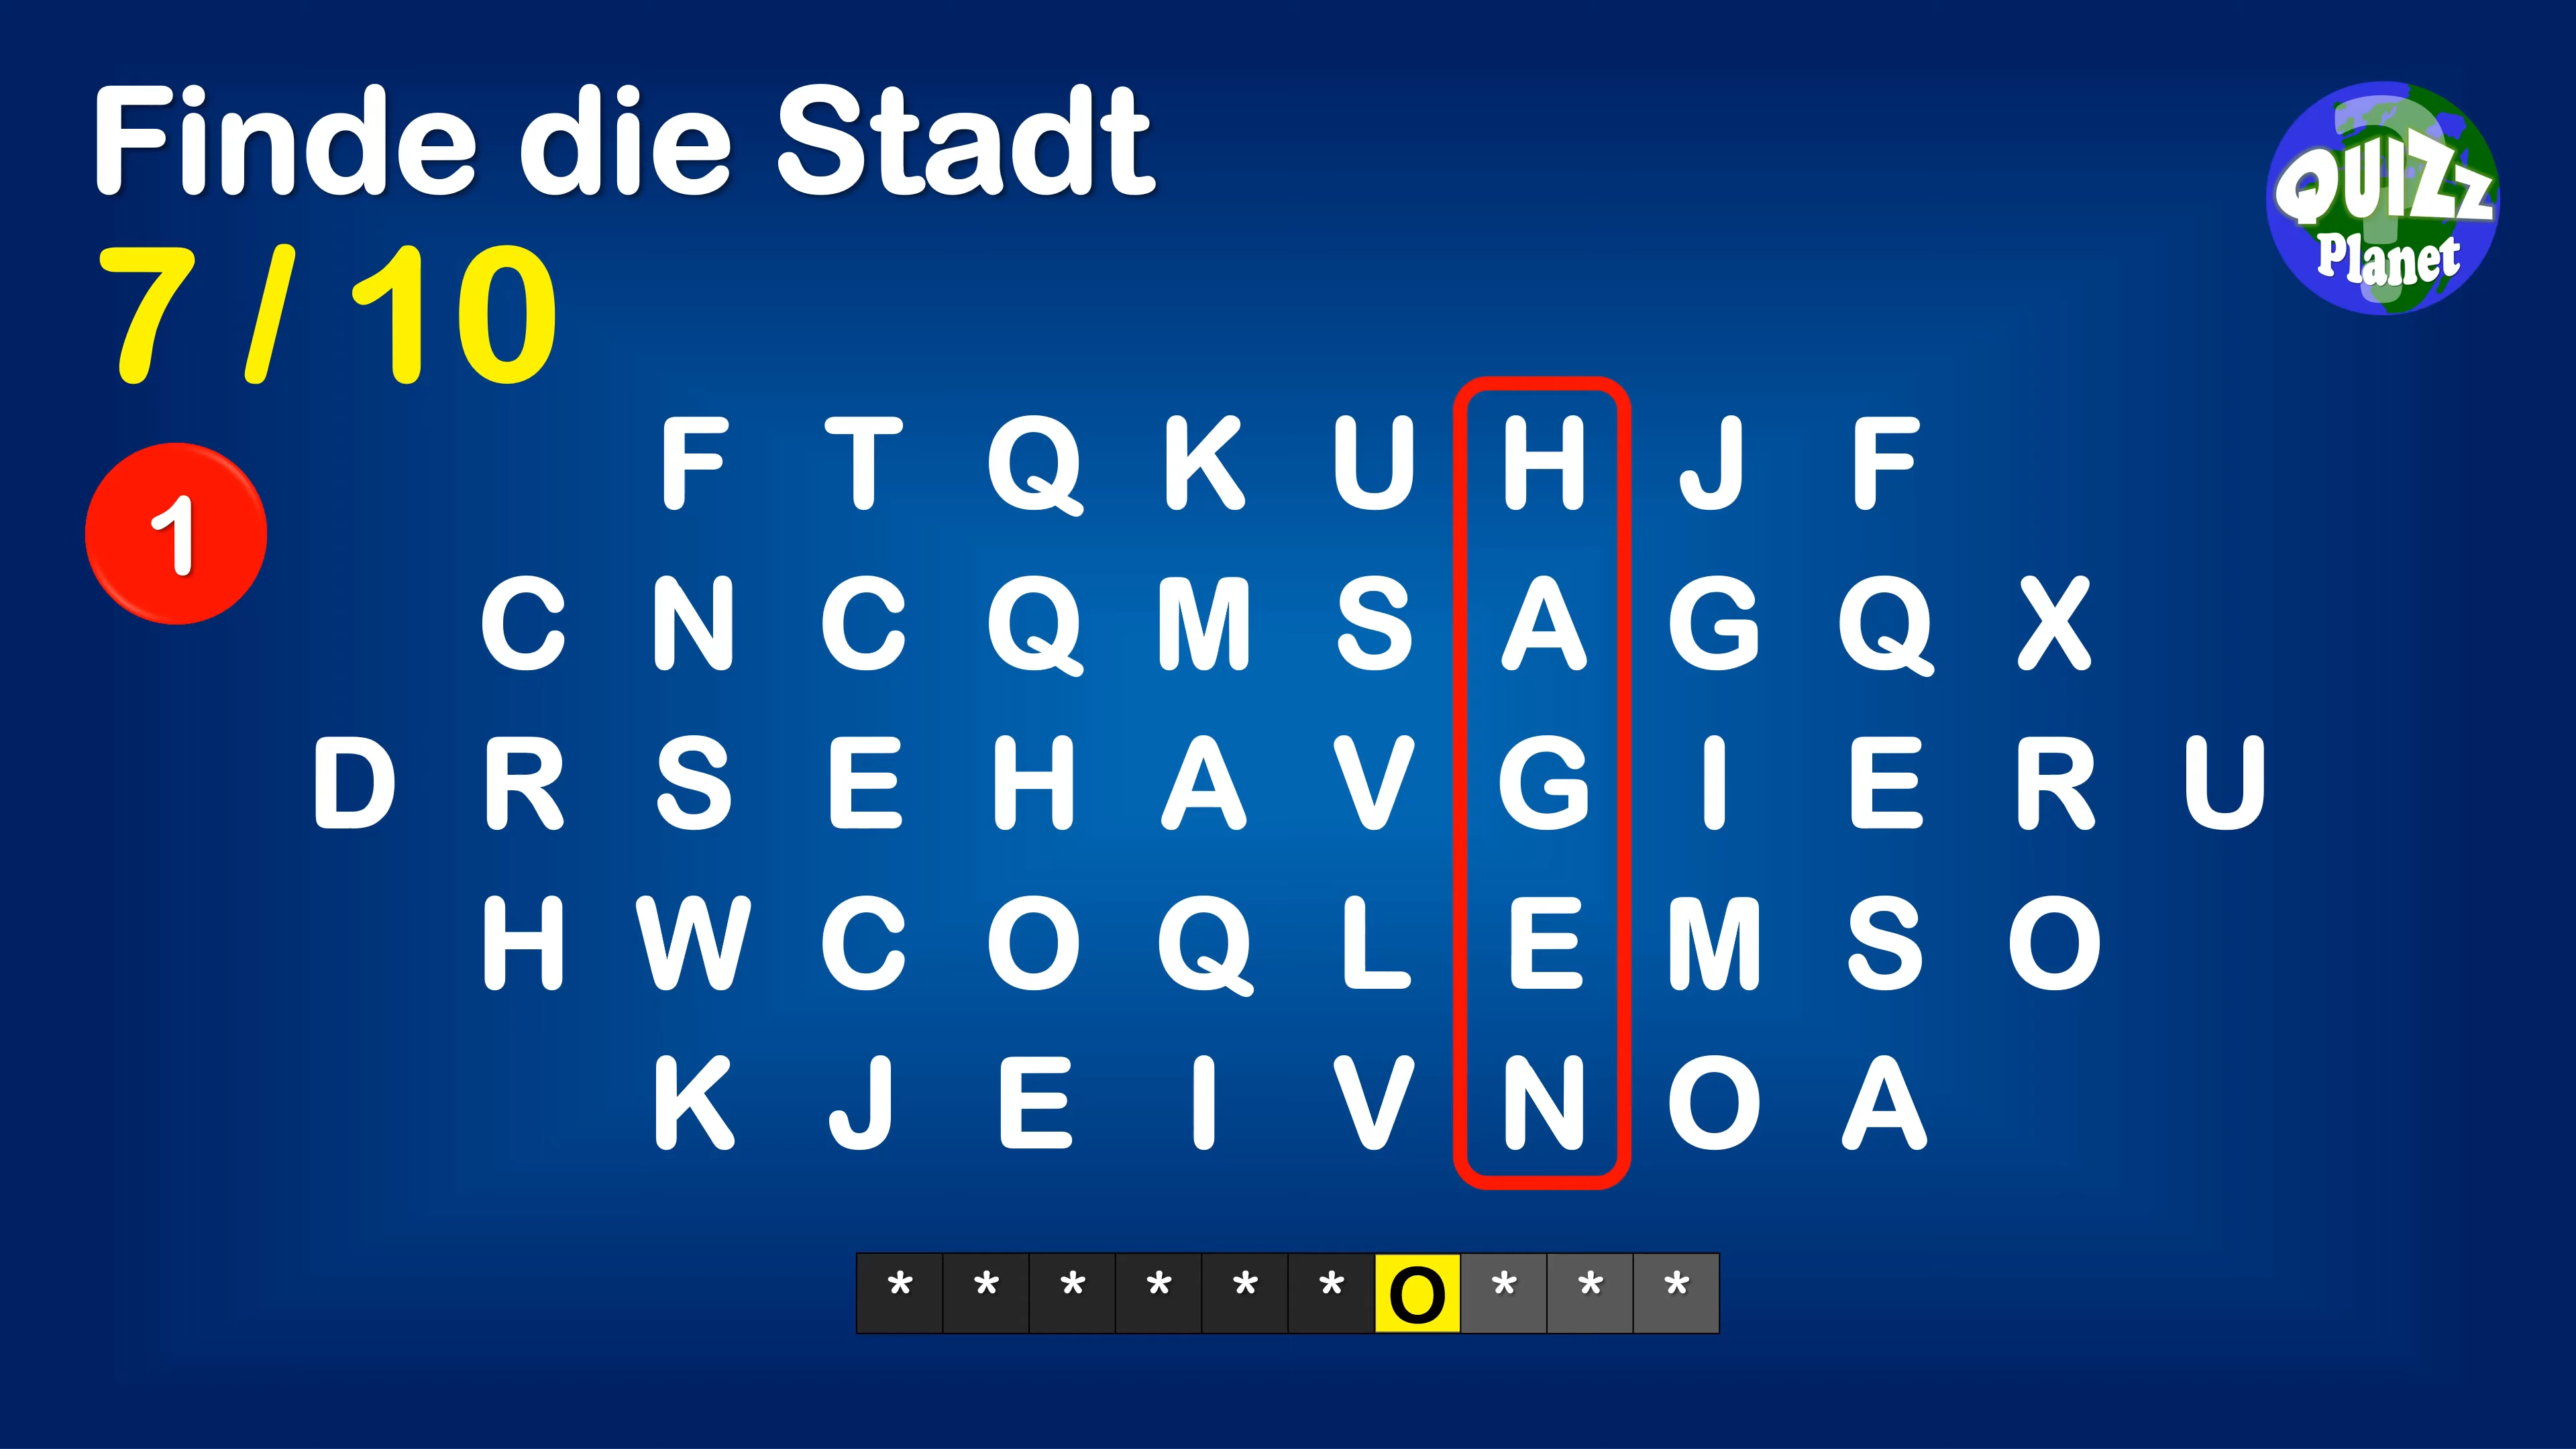 Finde die Stadt
7 / 10
QUIZz
Planet
1
F T Q K U H J F
C N C Q M S A G Q X
D R S E H A V G I E R U
H W C O Q L E M S O
K J E I V N O A
* * * * * * O * * *